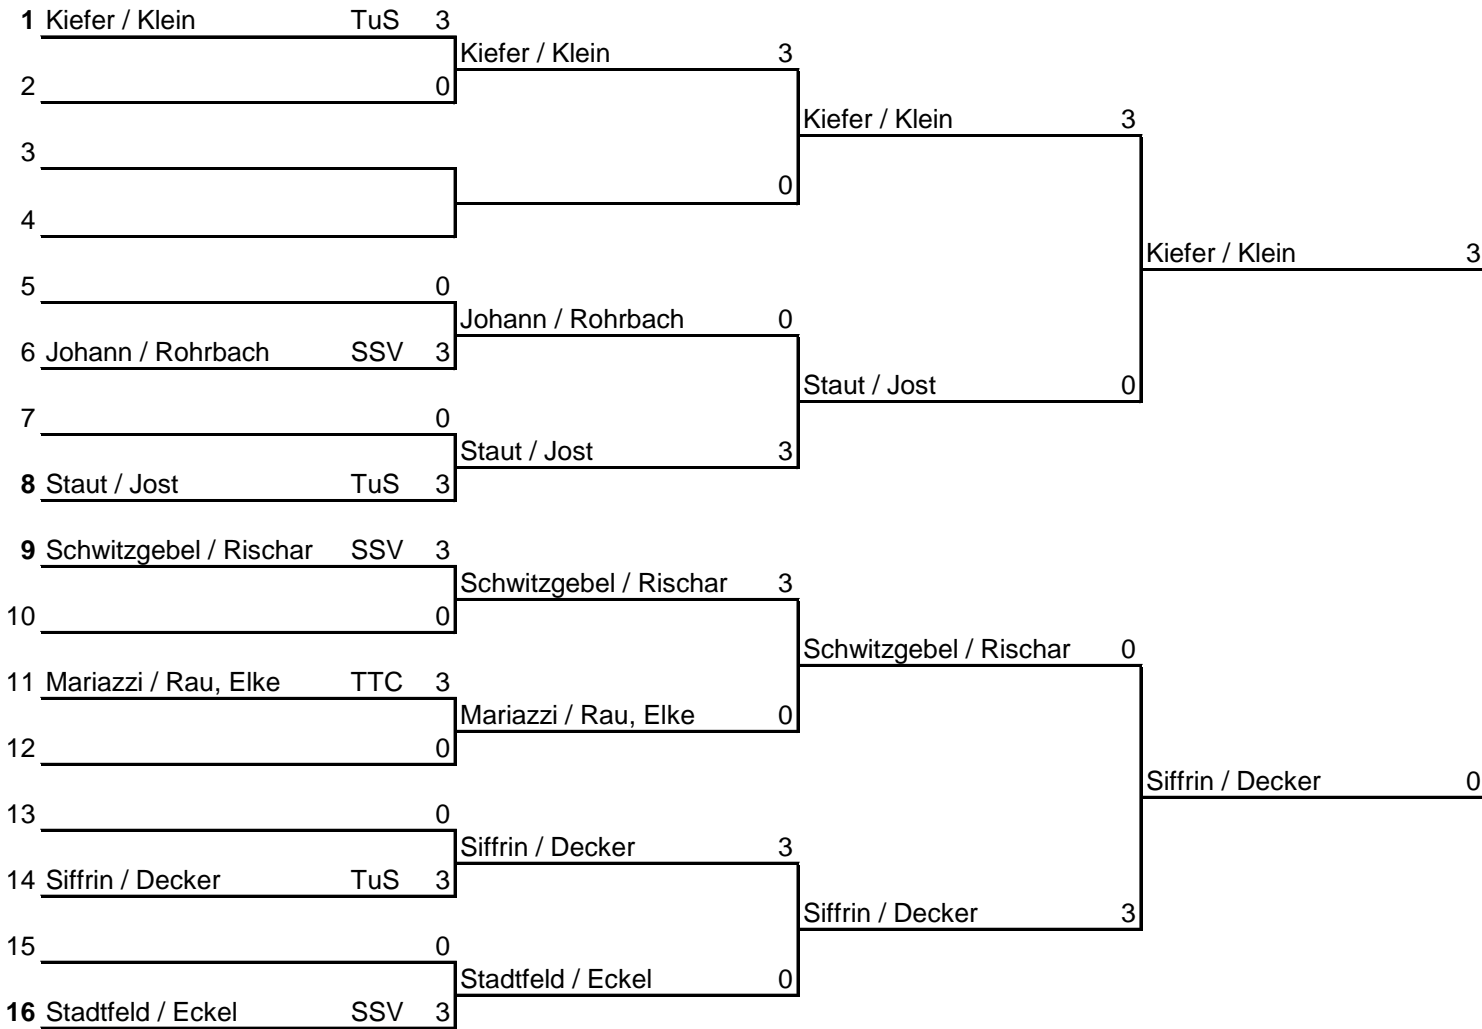 1 Kiefer / Klein TuS 3
Kiefer / Klein 3
2 0
Kiefer / Klein 3
3
0
4
Kiefer / Klein 3
5 0
Johann / Rohrbach 0
6 Johann / Rohrbach SSV 3
Staut / Jost 0
7 0
Staut / Jost 3
8 Staut / Jost TuS 3
9 Schwitzgebel / Rischar SSV 3
Schwitzgebel / Rischar 3
10 0
Schwitzgebel / Rischar 0
11 Mariazzi / Rau, Elke TTC 3
Mariazzi / Rau, Elke 0
12 0
Siffrin / Decker 0
13 0
Siffrin / Decker 3
14 Siffrin / Decker TuS 3
Siffrin / Decker 3
15 0
Stadtfeld / Eckel 0
16 Stadtfeld / Eckel SSV 3